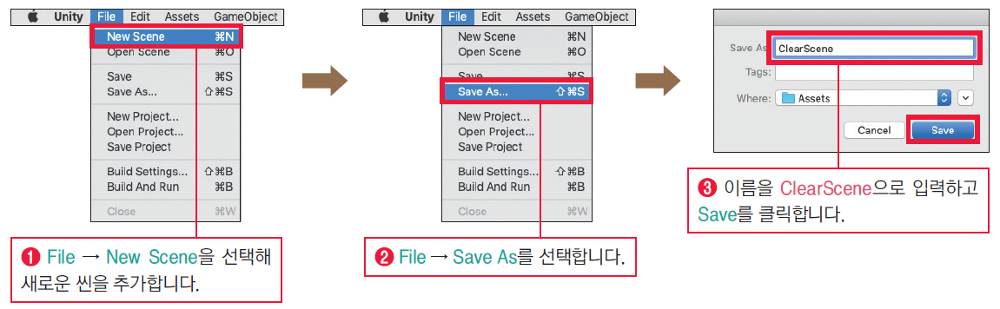 Unity File Edit Assets GameObject
New Scene ⌘N
Open Scene ⌘O
Save ⌘S
Save As... ⇧⌘S
New Project...
Open Project...
Save Project
Build Settings... ⇧⌘B
Build And Run ⌘B
Close ⌘W
❶ File → New Scene을 선택해
새로운 씬을 추가합니다.
Unity File Edit Assets GameObject
New Scene ⌘N
Open Scene ⌘O
Save ⌘S
Save As... ⇧⌘S
New Project...
Open Project...
Save Project
Build Settings... ⇧⌘B
Build And Run ⌘B
Close ⌘W
❷ File → Save As를 선택합니다.
Save As ClearScene
Tags:
Where: Assets
Cancel Save
❸ 이름을 ClearScene으로 입력하고
Save를 클릭합니다.